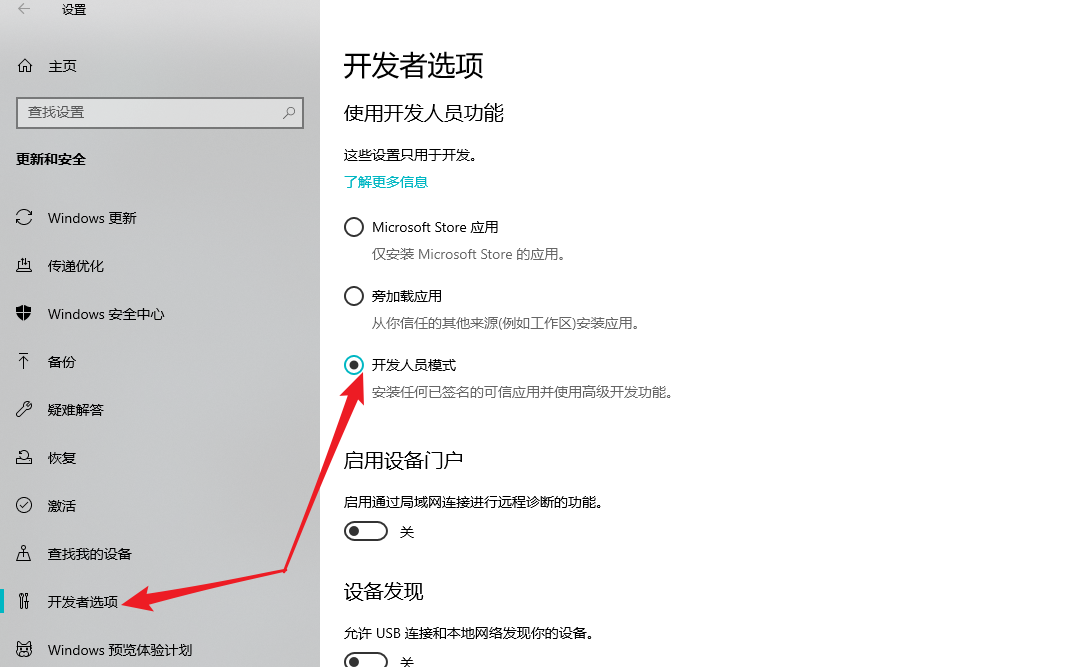 设置
主页
查找设置
更新和安全
Windows 更新
传递优化
Windows 安全中心
备份
疑难解答
恢复
激活
查找我的设备
开发者选项
Windows 预览体验计划
开发者选项
使用开发人员功能
这些设置只用于开发。
了解更多信息
Microsoft Store 应用
仅安装 Microsoft Store 的应用。
旁加载应用
从你信任的其他来源(例如工作区)安装应用。
开发人员模式
安装任何已签名的可信应用并使用高级开发功能。
启用设备门户
启用通过局域网连接进行远程诊断的功能。
关
设备发现
允许 USB 连接和本地网络发现你的设备。
关